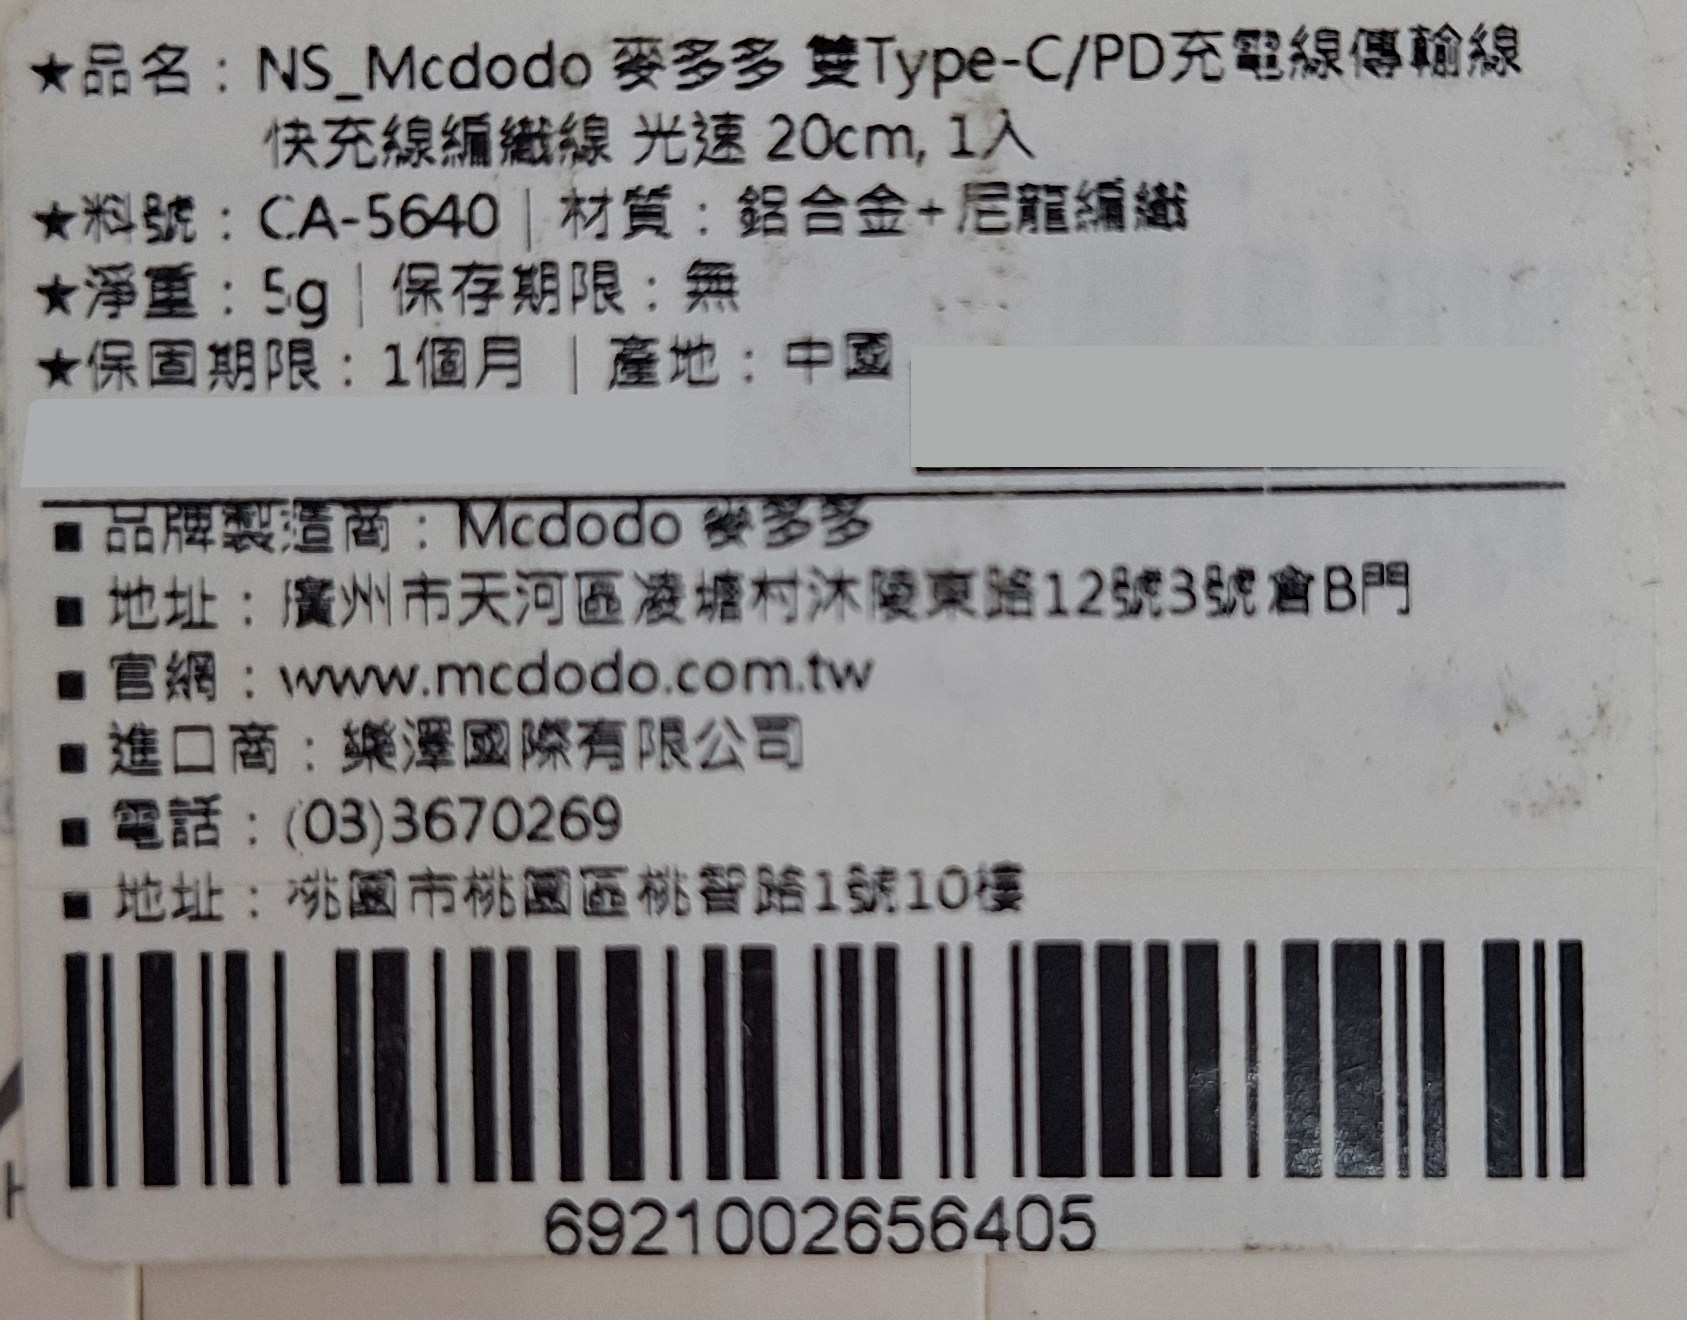 ★品名：NS_Mcdodo 麥多多 雙Type-C/PD充電線傳輸線
快充線編織線 光速 20cm, 1入
★料號：CA-5640｜材質：鋁合金+尼龍編織
★淨重：5g｜保存期限：無
★保固期限：1個月 ｜產地：中國
■ 品牌製造商：Mcdodo 麥多多
■ 地址：廣州市天河區凌塘村沐陵東路12號3號倉B門
■ 官網：www.mcdodo.com.tw
■ 進口商：樂澤國際有限公司
■ 電話：(03)3670269
■ 地址：桃園市桃園區桃智路1號10樓
6921002656405